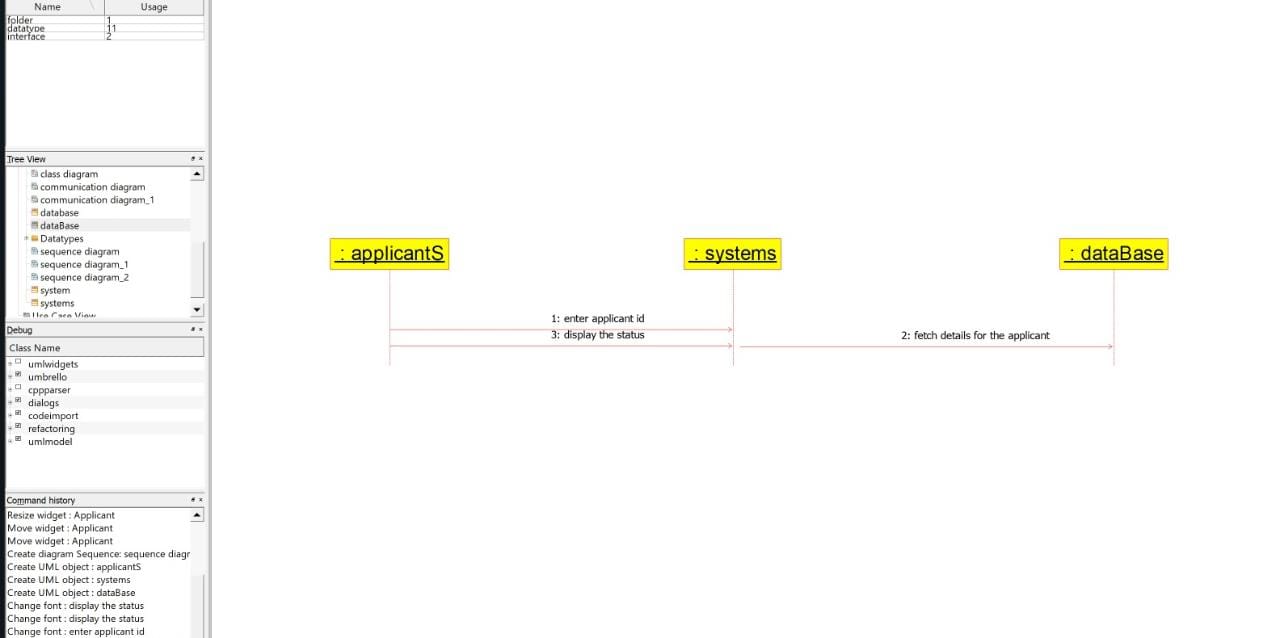 Name Usage
folder 1
datatype 11
interface 2
Tree View
class diagram
communication diagram
communication diagram_1
database
dataBase
Datatypes
sequence diagram
sequence diagram_1
sequence diagram_2
system
systems
Use Case View
Debug
Class Name
umlwidgets
umbrello
cppparser
dialogs
codeimport
refactoring
umlmodel
Command history
Resize widget : Applicant
Move widget : Applicant
Move widget : Applicant
Create diagram Sequence: sequence diagr
Create UML object : applicantS
Create UML object : systems
Create UML object : dataBase
Change font : display the status
Change font : display the status
Change font : enter applicant id
: applicantS
: systems
: dataBase
1: enter applicant id
3: display the status
2: fetch details for the applicant